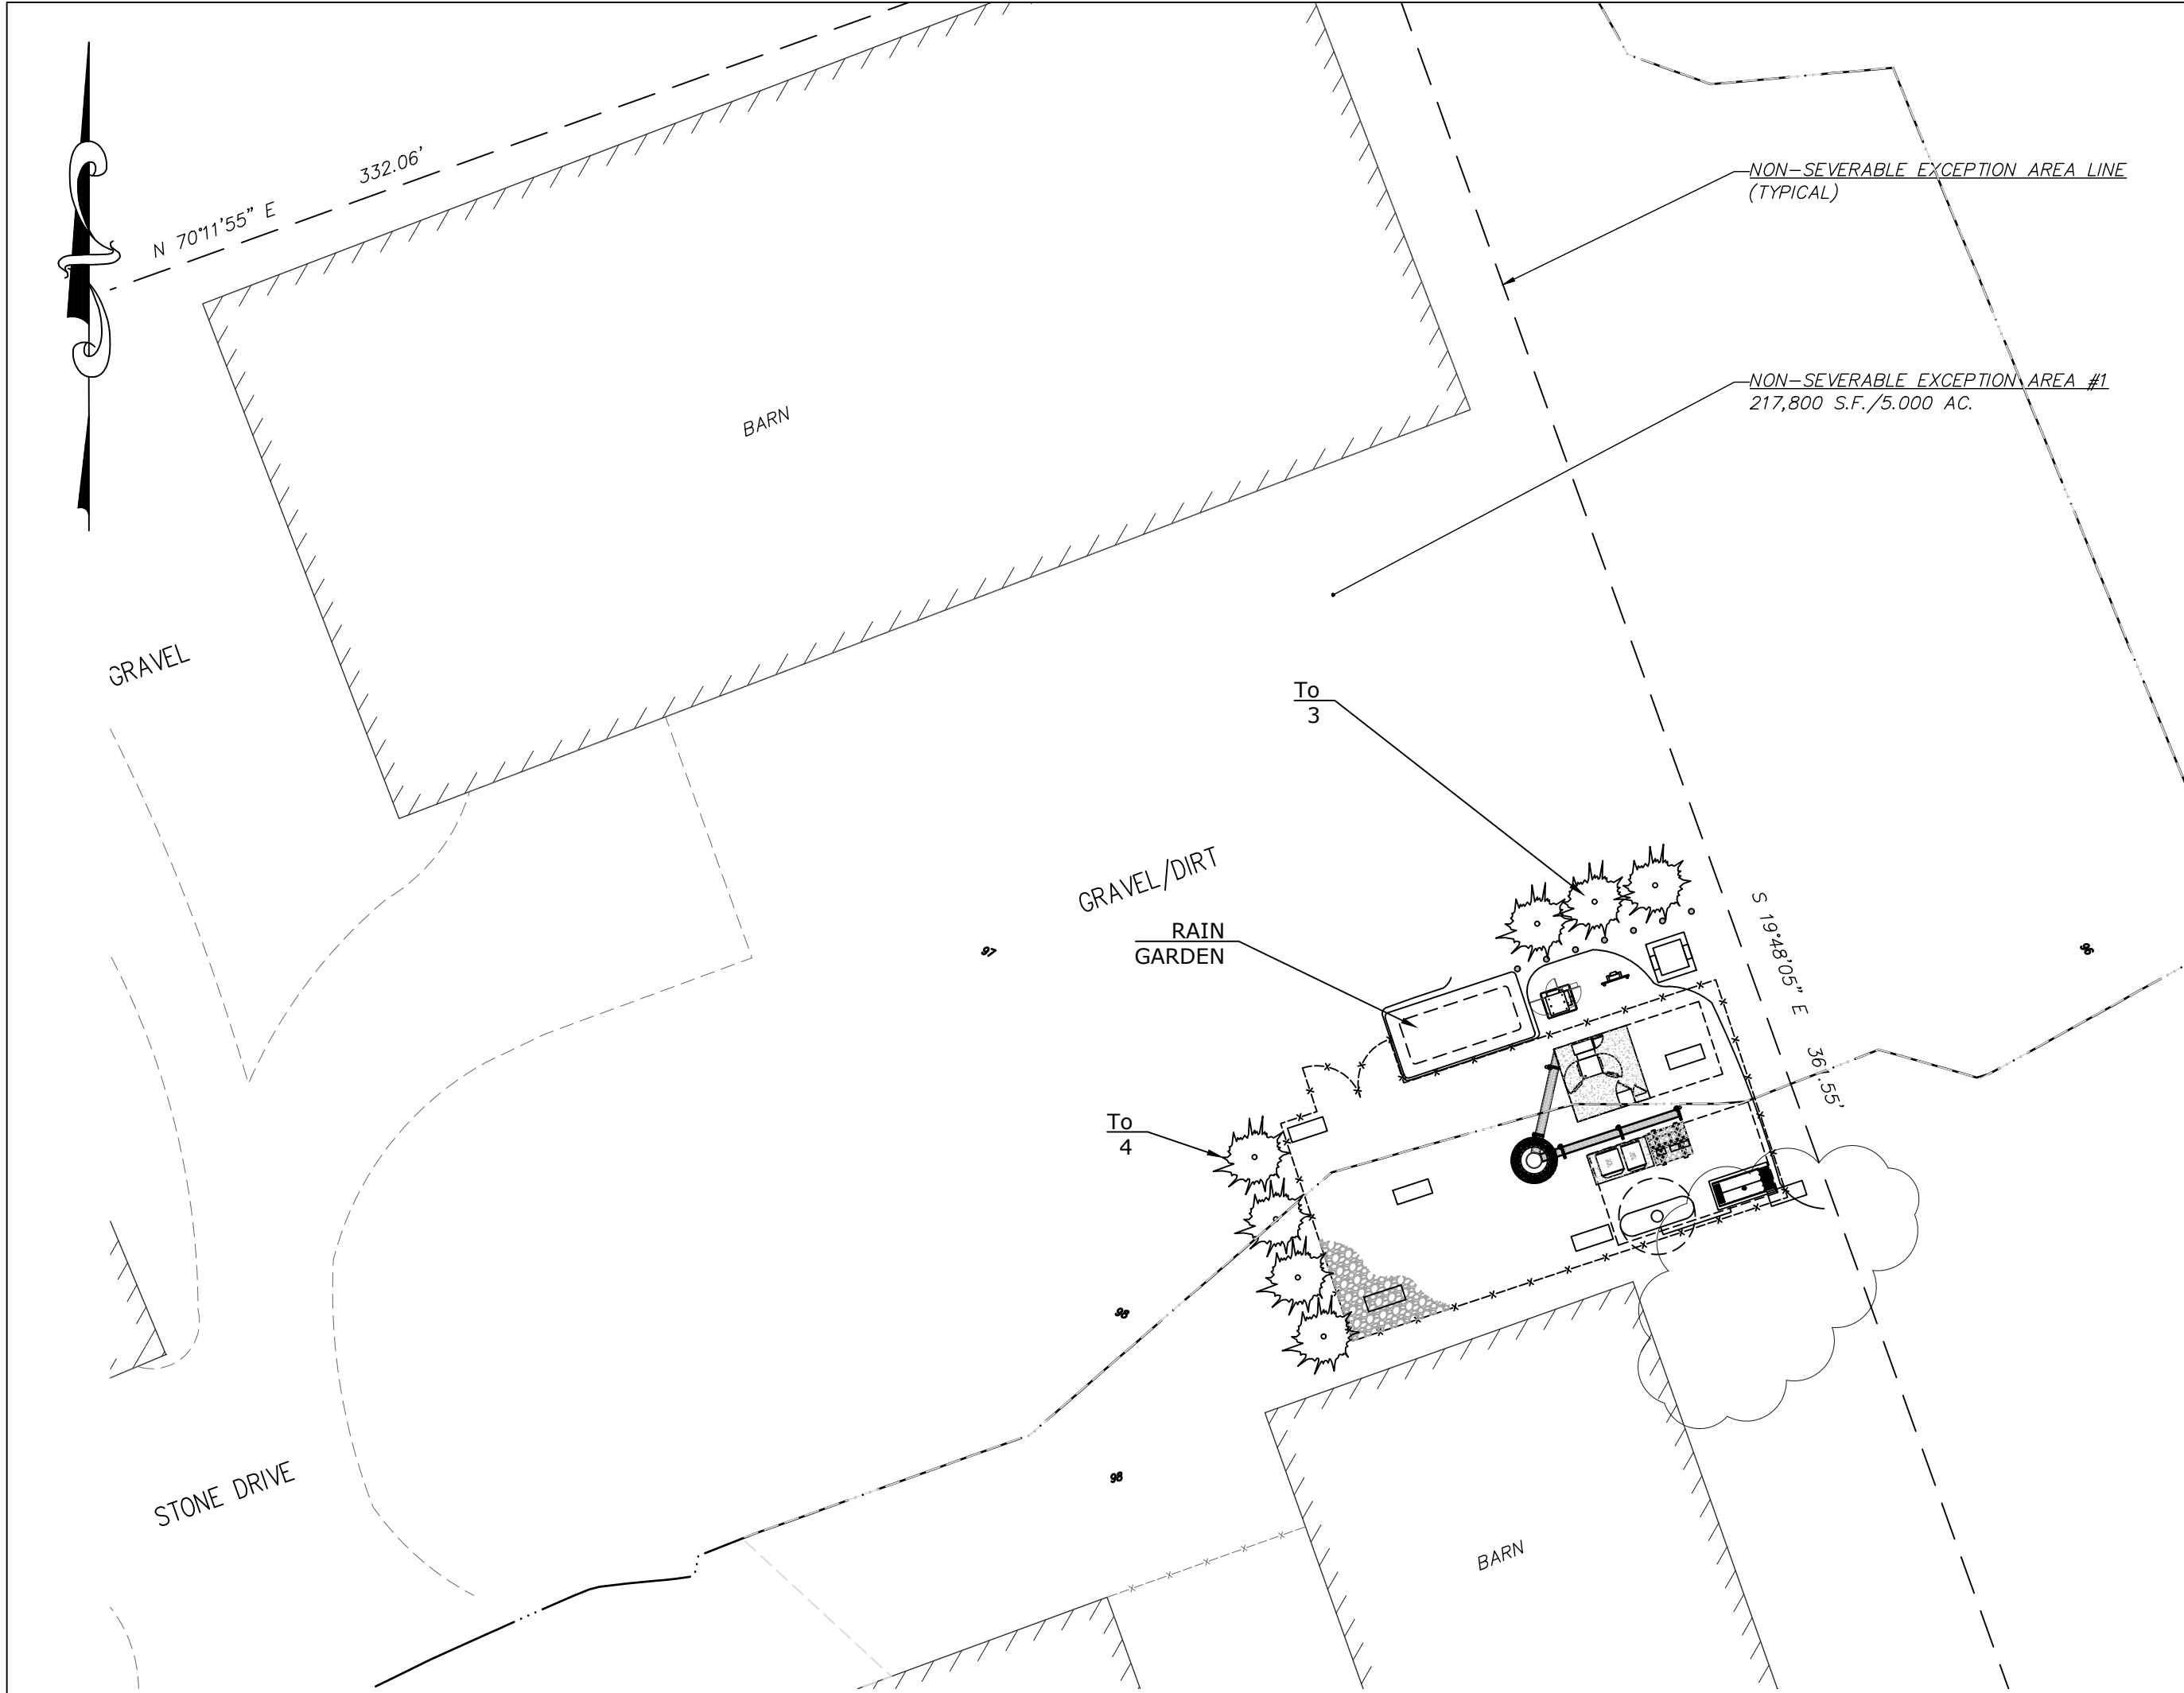 332.06'
N 70°11'55" E
NON-SEVERABLE EXCEPTION AREA LINE
(TYPICAL)
NON-SEVERABLE EXCEPTION AREA #1
217,800 S.F./5.000 AC.
BARN
GRAVEL
To
3
GRAVEL/DIRT
RAIN
GARDEN
97
S 19°48'05" E
96
To
4
98
STONE DRIVE
98
BARN